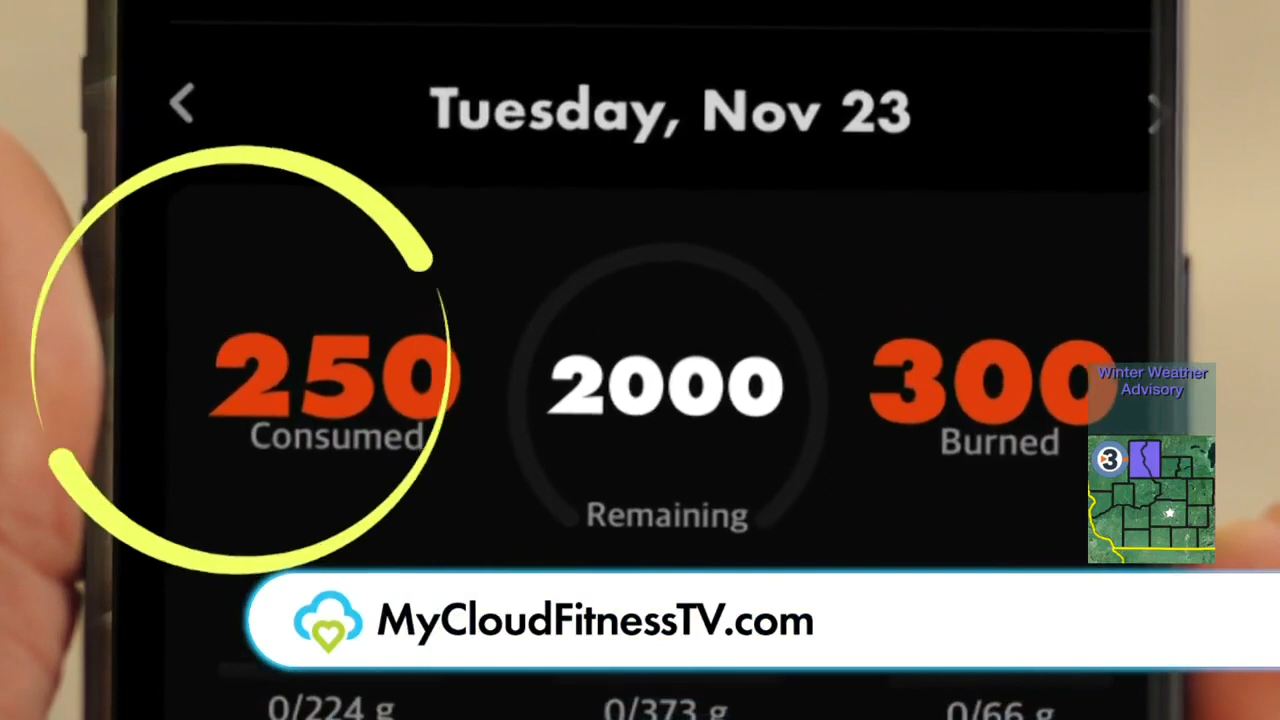 Tuesday, Nov 23
250
Consumed
2000
Remaining
300
Burned
Winter Weather
Advisory
3
MyCloudFitnessTV.com
0/224 g
0/373 g
0/66 g